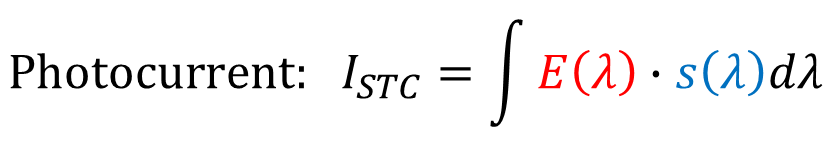 Photocurrent: I_STC = ∫ E(λ) · s(λ)dλ